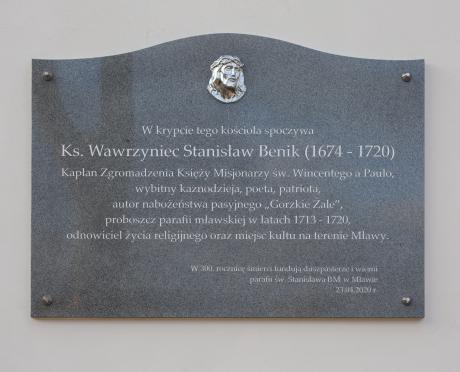 W krypcie tego kościoła spoczywa
Ks. Wawrzyniec Stanisław Benik (1674 - 1720)
Kapłan Zgromadzenia Księży Misjonarzy św. Wincentego a Paulo,
wybitny kaznodzieja, poeta, patriota,
autor nabożeństwa pasyjnego „Gorzkie Żale”,
proboszcz parafii mławskiej w latach 1713 - 1720,
odnowiciel życia religijnego oraz miejsc kultu na terenie Mławy.
W 300. rocznicę śmierci fundują duszpasterze i wierni
parafii św. Stanisława BM w Mławie
23.04.2020 r.